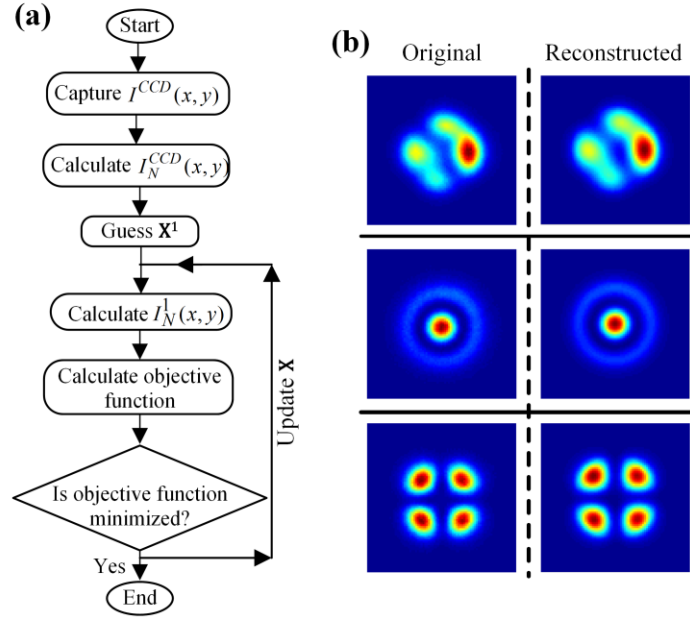 (a)
Start
Capture I^{CCD}(x, y)
Calculate I_N^{CCD}(x, y)
Guess X¹
Calculate I_N^1(x, y)
Calculate objective
function
Update X
Is objective function
minimized?
Yes
End
(b)
Original
Reconstructed